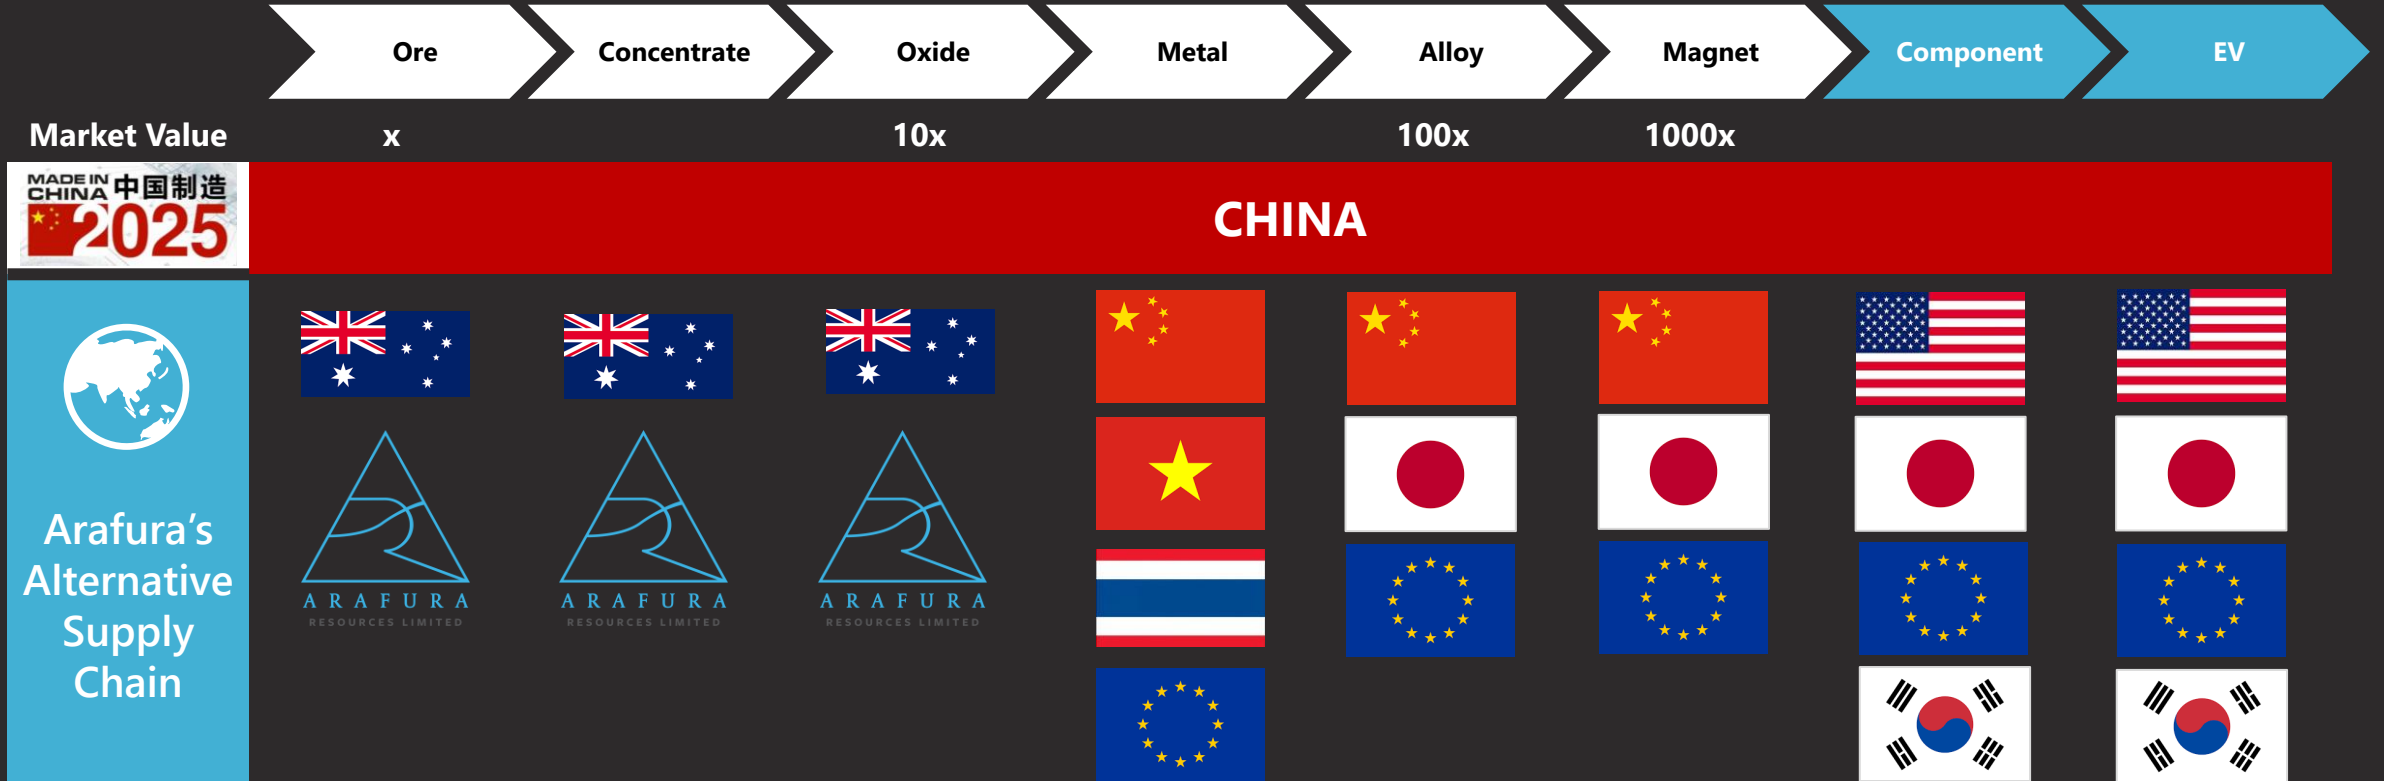 Ore
Concentrate
Oxide
Metal
Alloy
Magnet
Component
EV
Market Value
x
10x
100x
1000x
MADE IN
CHINA
中国制造
2025
CHINA
Arafura's
Alternative
Supply
Chain
ARAFURA
RESOURCES LIMITED
ARAFURA
RESOURCES LIMITED
ARAFURA
RESOURCES LIMITED